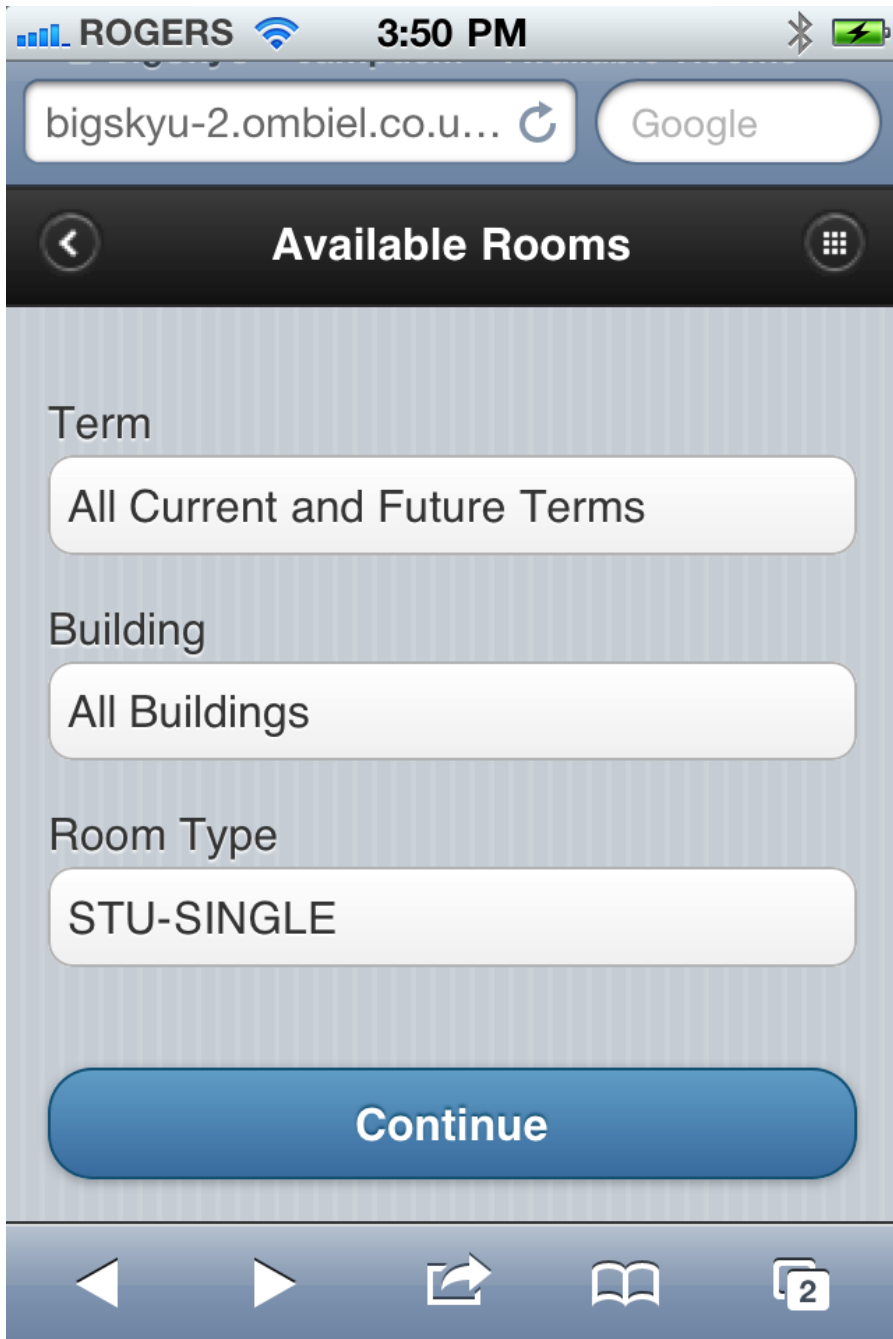 ROGERS 3:50 PM
bigskyu-2.ombiel.co.u... Google
Available Rooms
Term
All Current and Future Terms
Building
All Buildings
Room Type
STU-SINGLE
Continue
2